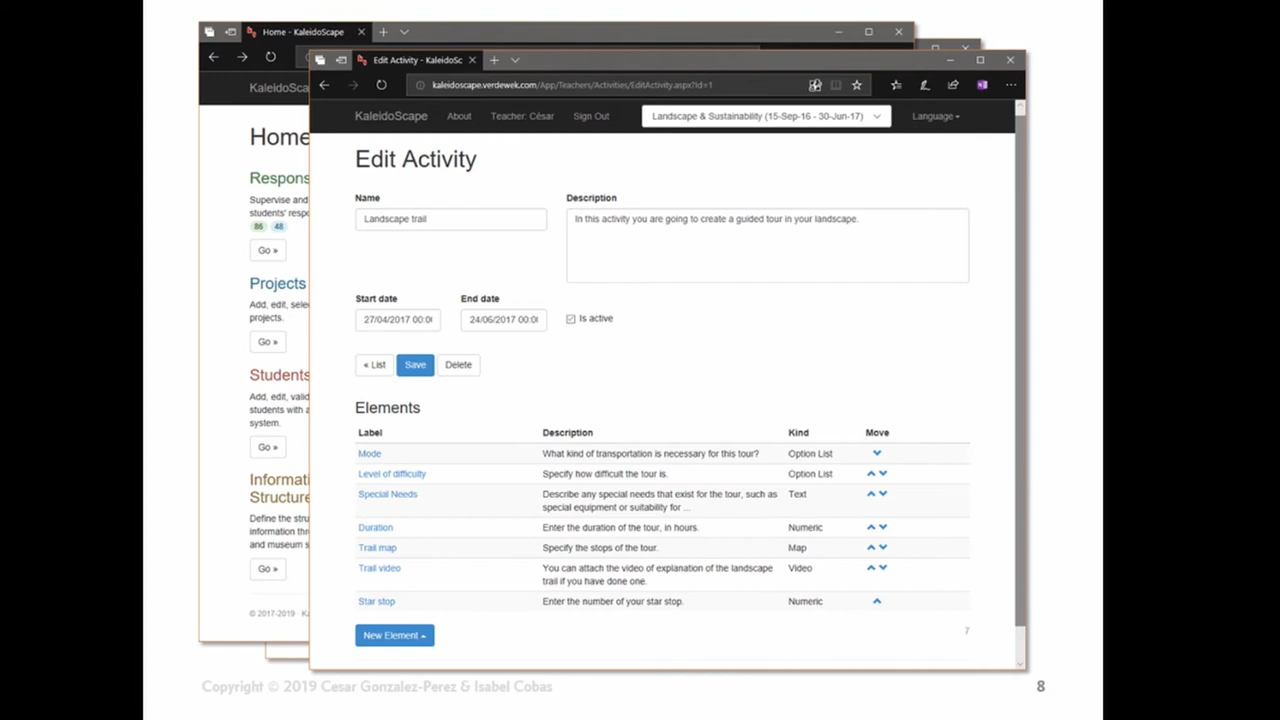 Home - KaleidoScape
Edit Activity - KaleidoSc
kaleidoscape.verdewek.com/App/Teachers/Activities/EditActivity.aspx?Id=1
KaleidoSca
KaleidoScape About Teacher: César Sign Out Landscape & Sustainability (15-Sep-16 - 30-Jun-17) Language
Home
Respons
Supervise and
students' respo
86 48
Go »
Projects
Add, edit, sele
projects.
Go »
Students
Add, edit, valid
students with a
system.
Go »
Informati
Structure
Define the stru
information thr
and museum s
Go »
© 2017-2019 · Ka
Edit Activity
Name Description
Landscape trail In this activity you are going to create a guided tour in your landscape.
Start date End date
27/04/2017 00:0 24/06/2017 00:0 Is active
« List Save Delete
Elements
Label Description Kind Move
Mode What kind of transportation is necessary for this tour? Option List
Level of difficulty Specify how difficult the tour is. Option List
Special Needs Describe any special needs that exist for the tour, such as Text
special equipment or suitability for ...
Duration Enter the duration of the tour, in hours. Numeric
Trail map Specify the stops of the tour. Map
Trail video You can attach the video of explanation of the landscape Video
trail if you have done one.
Star stop Enter the number of your star stop. Numeric
New Element
7
Copyright © 2019 Cesar Gonzalez-Perez & Isabel Cobas
8